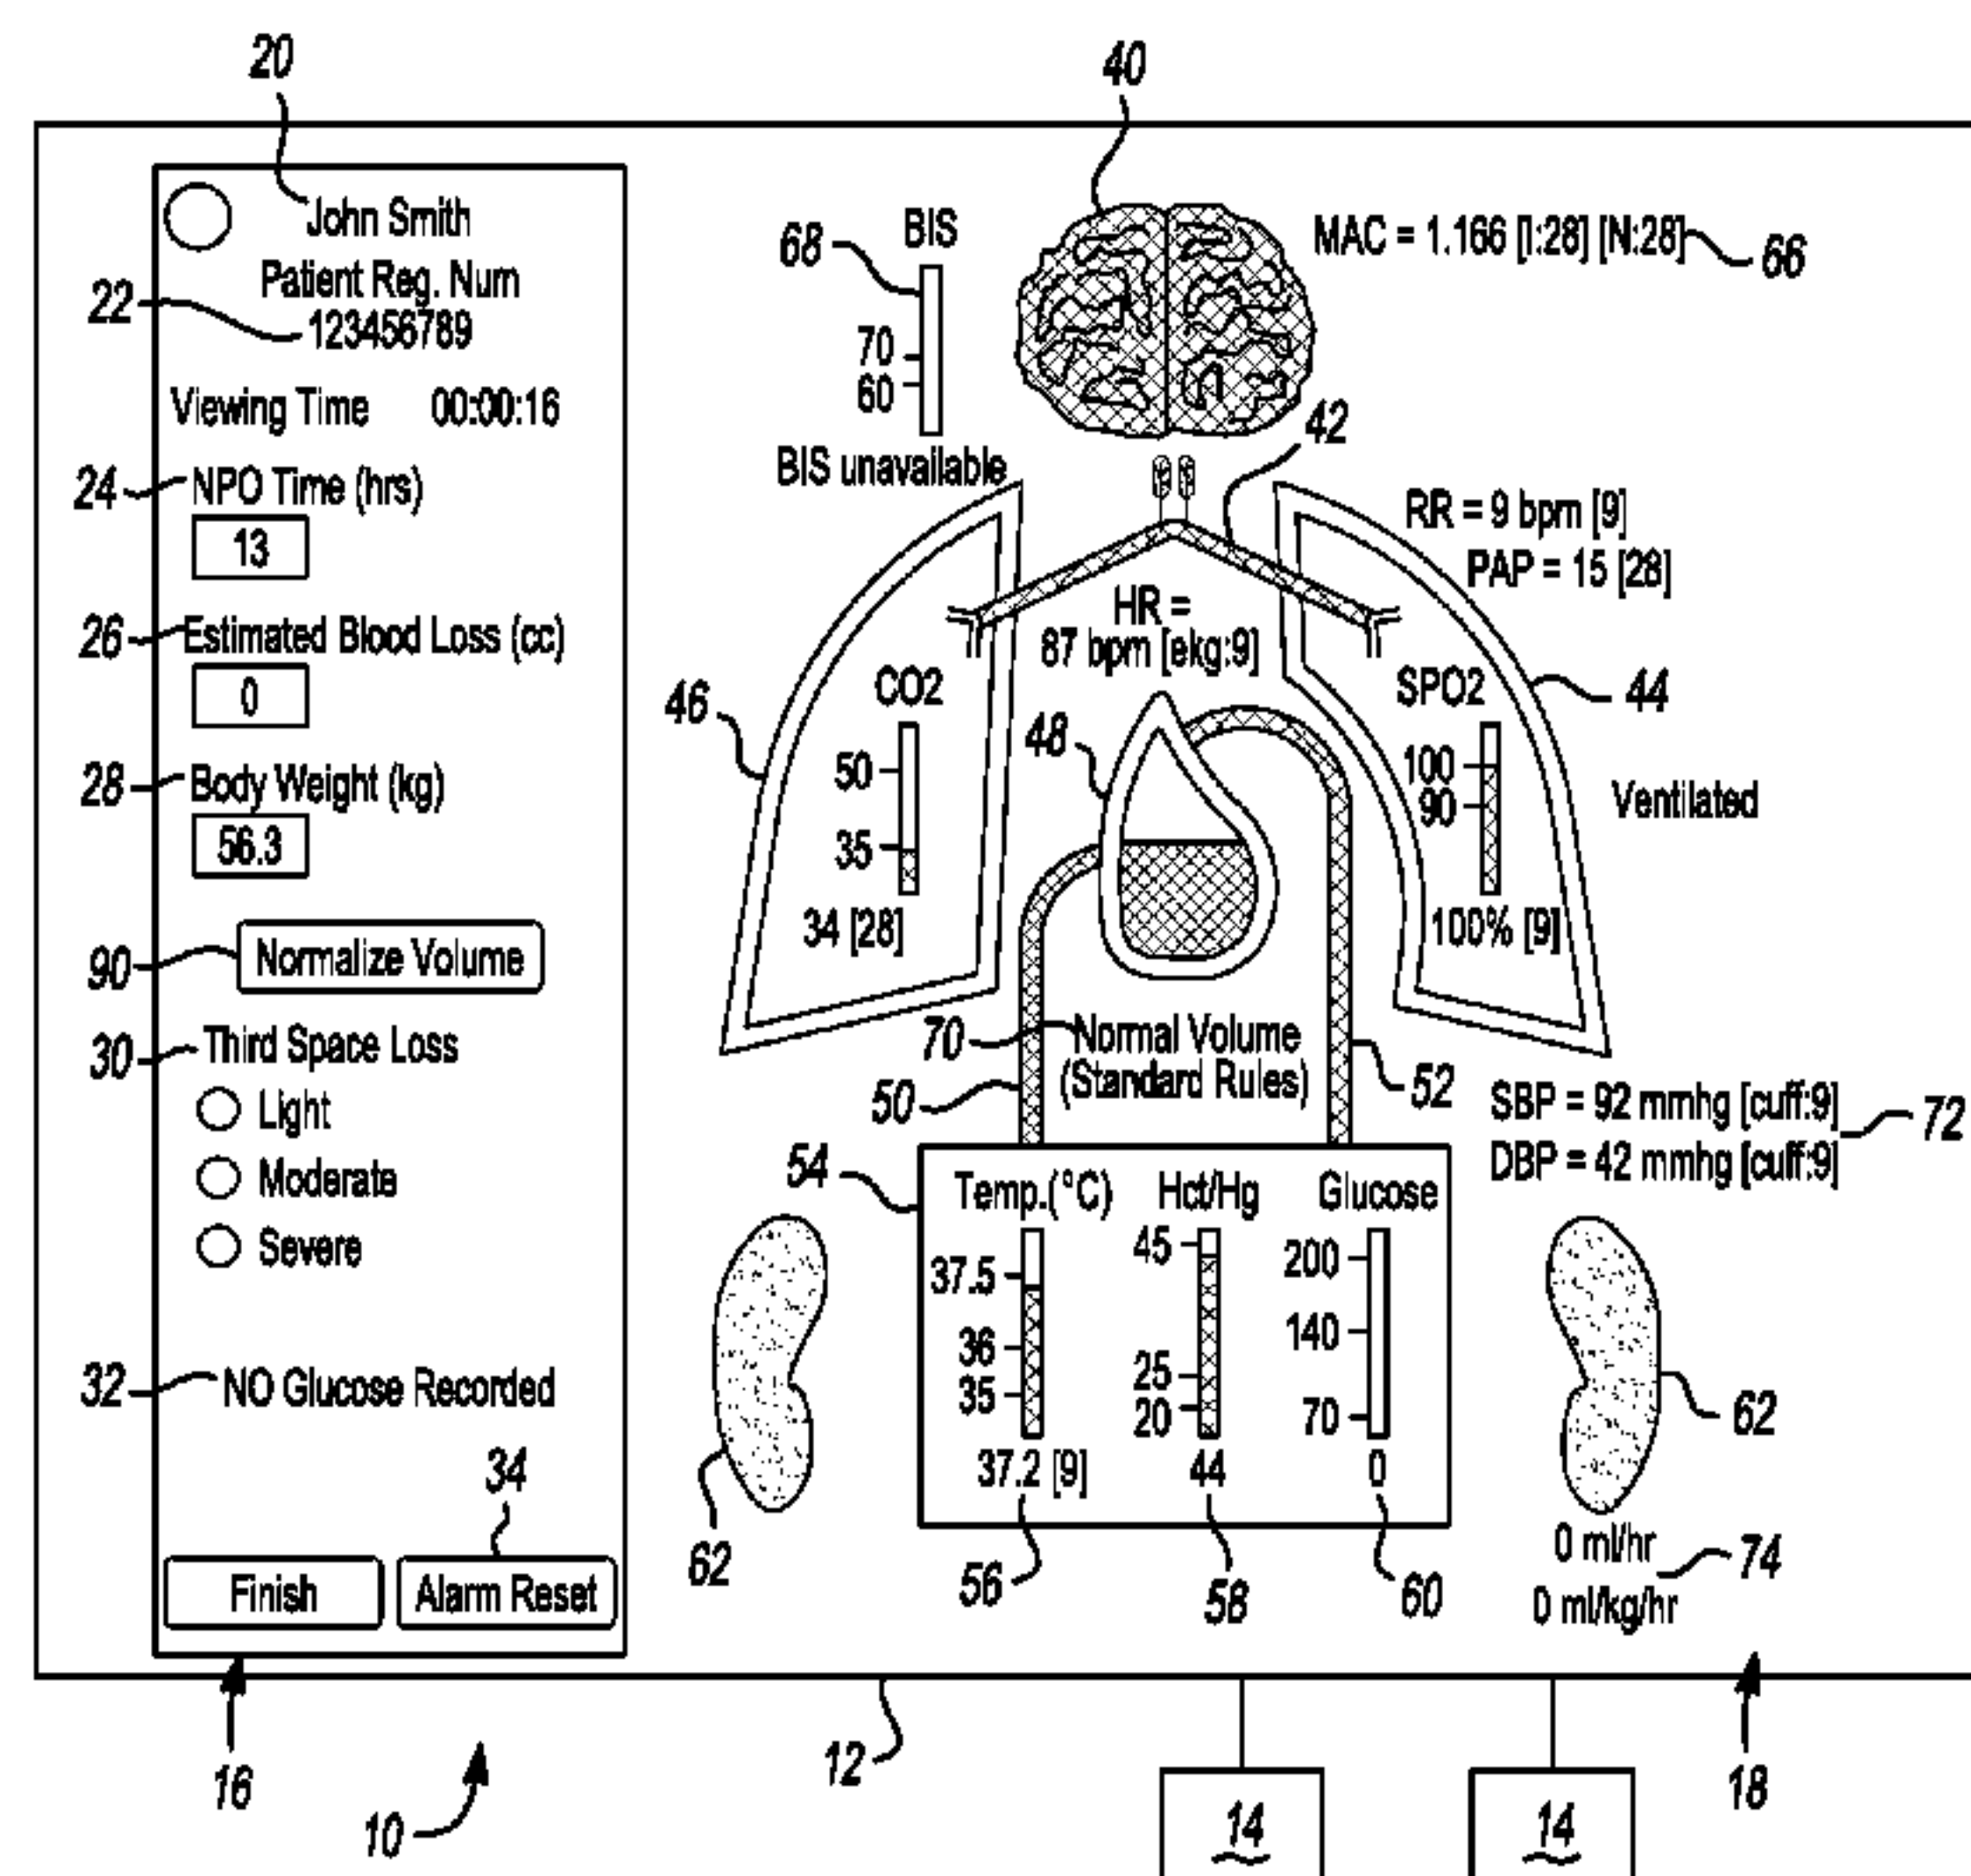 20
40
John Smith
Patient Reg. Num
22
123456789
Viewing Time 00:00:16
24 NPO Time (hrs)
13
26 Estimated Blood Loss (cc)
0
28 Body Weight (kg)
56.3
90 Normalize Volume
30 Third Space Loss
Light
Moderate
Severe
32 NO Glucose Recorded
34
Finish Alarm Reset
BIS
68
70
60
BIS unavailable
MAC = 1.166 [I:28] [N:28] 66
42
RR = 9 bpm [9]
PAP = 15 [28]
HR =
87 bpm [ekg:9]
46 CO2
50
35
34 [28]
48
SPO2 44
100
90
100% [9]
Ventilated
70 Normal Volume
(Standard Rules)
50
52
SBP = 92 mmhg [cuff:9]
DBP = 42 mmhg [cuff:9]
72
54
Temp.(°C) Hct/Hg Glucose
37.5 45 200
36 25 140
35 20 70
37.2 [9] 44 0
62
62
56 58 60
0 ml/hr
74
0 ml/kg/hr
16
10
12
14
14
18